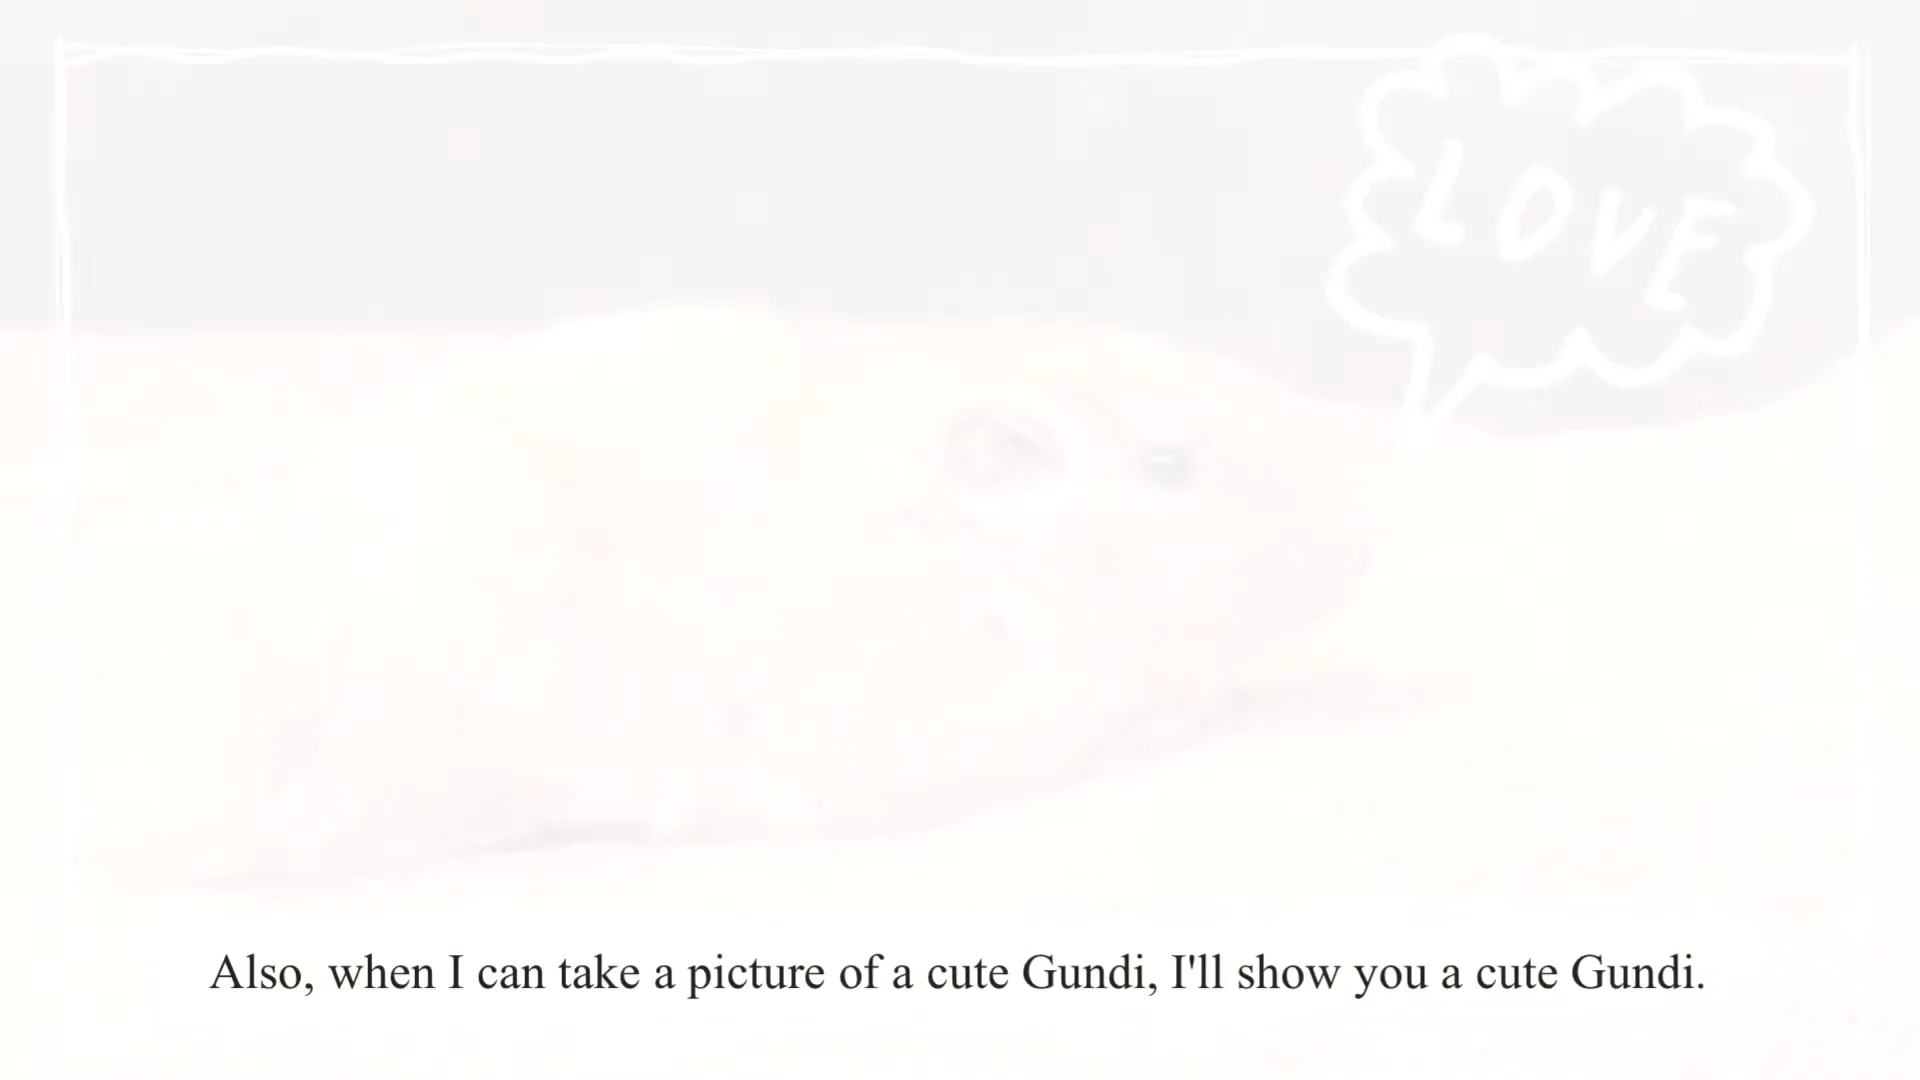 LOVE
Also, when I can take a picture of a cute Gundi, I'll show you a cute Gundi.